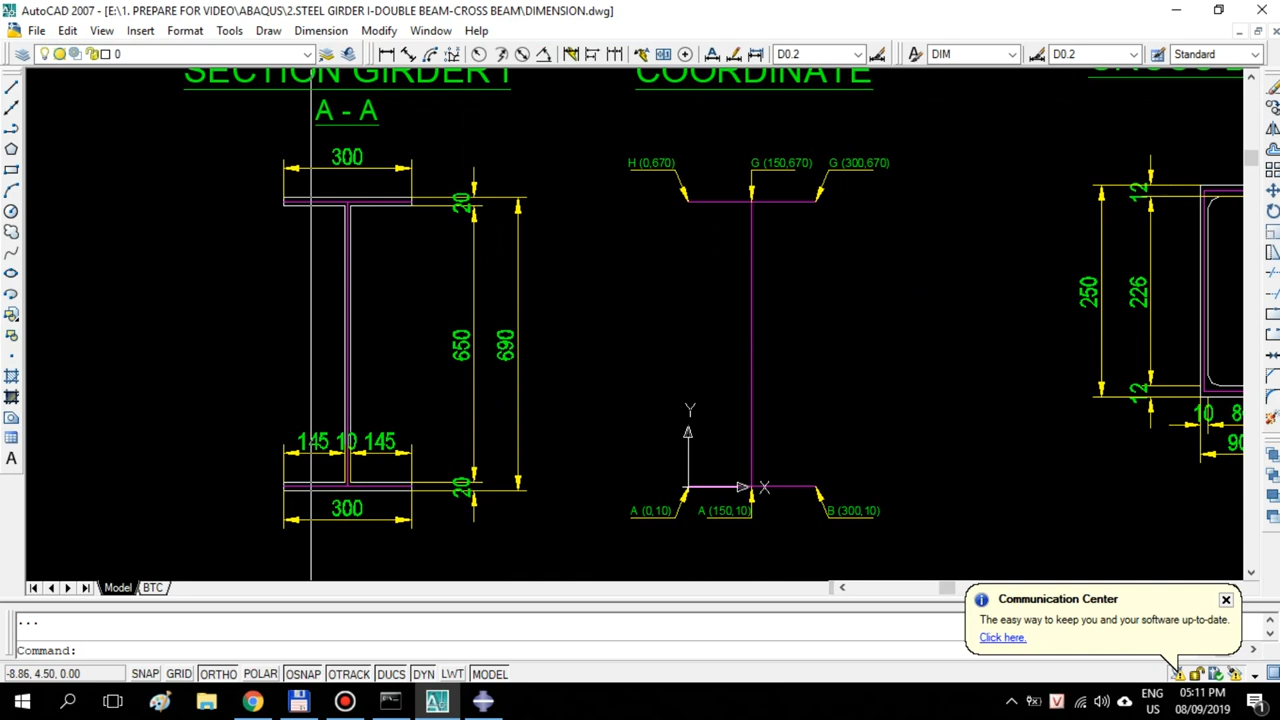 AutoCAD 2007 - [E:\1. PREPARE FOR VIDEO\ABAQUS\2.STEEL GIRDER I-DOUBLE BEAM-CROSS BEAM\DIMENSION.dwg]
File Edit View Insert Format Tools Draw Dimension Modify Window Help
0 D0.2 DIM D0.2 Standard
SECTION GIRDER I
COORDINATE
A - A
300
H (0,670) G (150,670) G (300,670)
20
12
650
690
250
226
145 10 145
Y
12
10
X
20
90
A (0,10) A (150,10) B (300,10)
300
Model BTC
Communication Center
The easy way to keep you and your software up-to-date.
Click here.
...
Command:
-8.86, 4.50, 0.00 SNAP GRID ORTHO POLAR OSNAP OTRACK DUCS DYN LWT MODEL
ENG 05:11 PM
US 08/09/2019